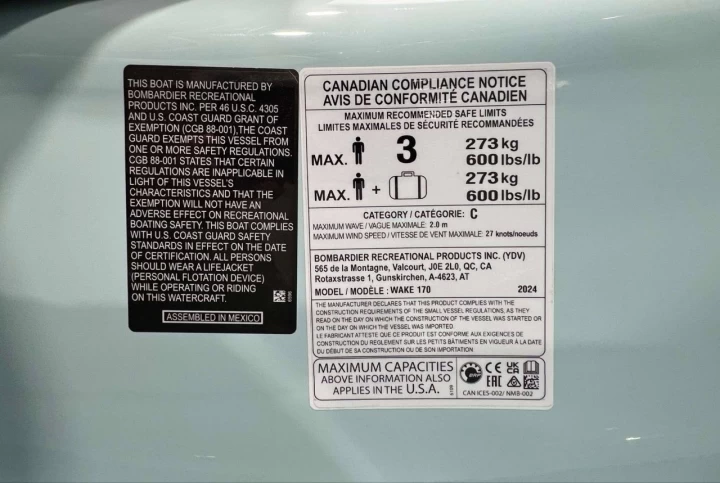 THIS BOAT IS MANUFACTURED BY
BOMBARDIER RECREATIONAL
PRODUCTS INC. PER 46 U.S.C. 4305
AND U.S. COAST GUARD GRANT OF
EXEMPTION (CGB 88-001).THE COAST
GUARD EXEMPTS THIS VESSEL FROM
ONE OR MORE SAFETY REGULATIONS.
CGB 88-001 STATES THAT CERTAIN
REGULATIONS ARE INAPPLICABLE IN
LIGHT OF THIS VESSEL'S
CHARACTERISTICS AND THAT THE
EXEMPTION WILL NOT HAVE AN
ADVERSE EFFECT ON RECREATIONAL
BOATING SAFETY. THIS BOAT COMPLIES
WITH U.S. COAST GUARD SAFETY
STANDARDS IN EFFECT ON THE DATE
OF CERTIFICATION. ALL PERSONS
SHOULD WEAR A LIFEJACKET
(PERSONAL FLOTATION DEVICE)
WHILE OPERATING OR RIDING
ON THIS WATERCRAFT.
ASSEMBLED IN MEXICO
CANADIAN COMPLIANCE NOTICE
AVIS DE CONFORMITÉ CANADIEN
MAXIMUM RECOMMENDED SAFE LIMITS
LIMITES MAXIMALES DE SÉCURITÉ RECOMMANDÉES
MAX. 3 273 kg
600 lbs/lb
MAX. + 273 kg
600 lbs/lb
CATEGORY / CATÉGORIE: C
MAXIMUM WAVE / VAGUE MAXIMALE: 2.0 m
MAXIMUM WIND SPEED / VITESSE DE VENT MAXIMALE: 27 knots/noeuds
BOMBARDIER RECREATIONAL PRODUCTS INC. (YDV)
565 de la Montagne, Valcourt, J0E 2L0, QC, CA
Rotaxstrasse 1, Gunskirchen, A-4623, AT
MODEL / MODÈLE : WAKE 170 2024
THE MANUFACTURER DECLARES THAT THIS PRODUCT COMPLIES WITH THE
CONSTRUCTION REQUIREMENTS OF THE SMALL VESSEL REGULATIONS, AS THEY
READ ON THE DAY ON WHICH THE CONSTRUCTION OF THE VESSEL WAS STARTED OR
ON THE DAY ON WHICH THE VESSEL WAS IMPORTED.
LE FABRICANT ATTESTE QUE CE PRODUIT EST CONFORME AUX EXIGENCES DE
CONSTRUCTION DU RÈGLEMENT SUR LES PETITS BÂTIMENTS EN VIGUEUR À LA DATE
DU DÉBUT DE SA CONSTRUCTION OU DE SON IMPORTATION
MAXIMUM CAPACITIES
ABOVE INFORMATION ALSO
APPLIES IN THE U.S.A.
CE UK CA
EAC
CAN ICES-002/ NMB-002